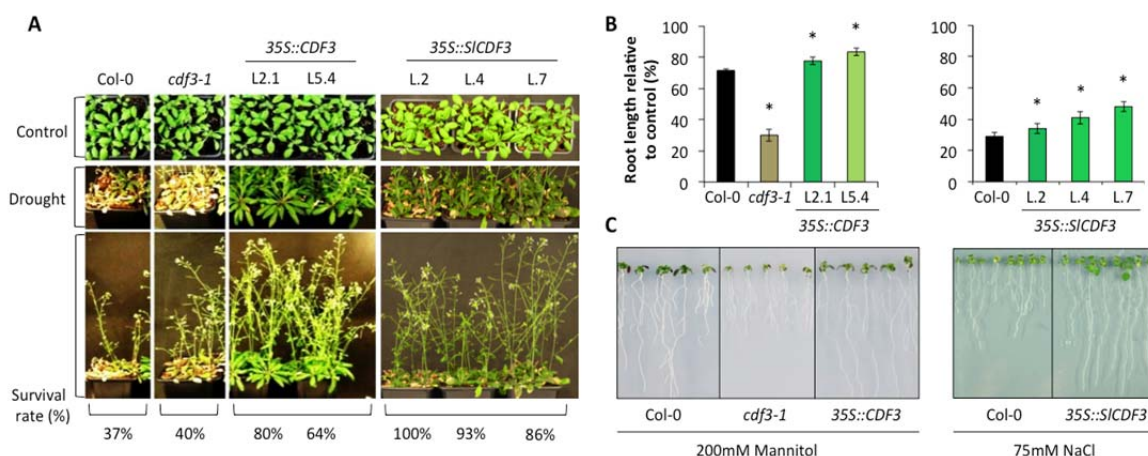 A
35S::CDF3 35S::SlCDF3
Col-0 cdf3-1 L2.1 L5.4 L.2 L.4 L.7
Control
Drought
Survival
rate (%)
37% 40% 80% 64% 100% 93% 86%
B
Root length relative
to control (%)
100
80
60
40
20
0
* * *
Col-0 cdf3-1 L2.1 L5.4
35S::CDF3
100
80
60
40
20
0
* * *
Col-0 L.2 L.4 L.7
35S::SlCDF3
C
Col-0 cdf3-1 35S::CDF3
200mM Mannitol
Col-0 35S::SlCDF3
75mM NaCl